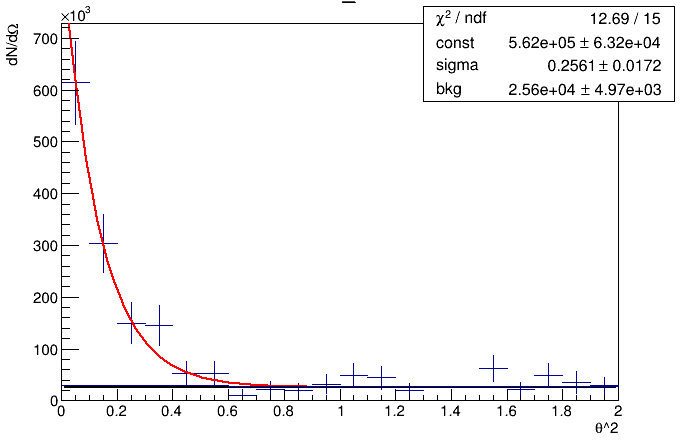 ×10³
dN/dΩ
χ² / ndf 12.69 / 15
const 5.62e+05 ± 6.32e+04
sigma 0.2561 ± 0.0172
bkg 2.56e+04 ± 4.97e+03
700
600
500
400
300
200
100
0
0 0.2 0.4 0.6 0.8 1 1.2 1.4 1.6 1.8 2
θ^2